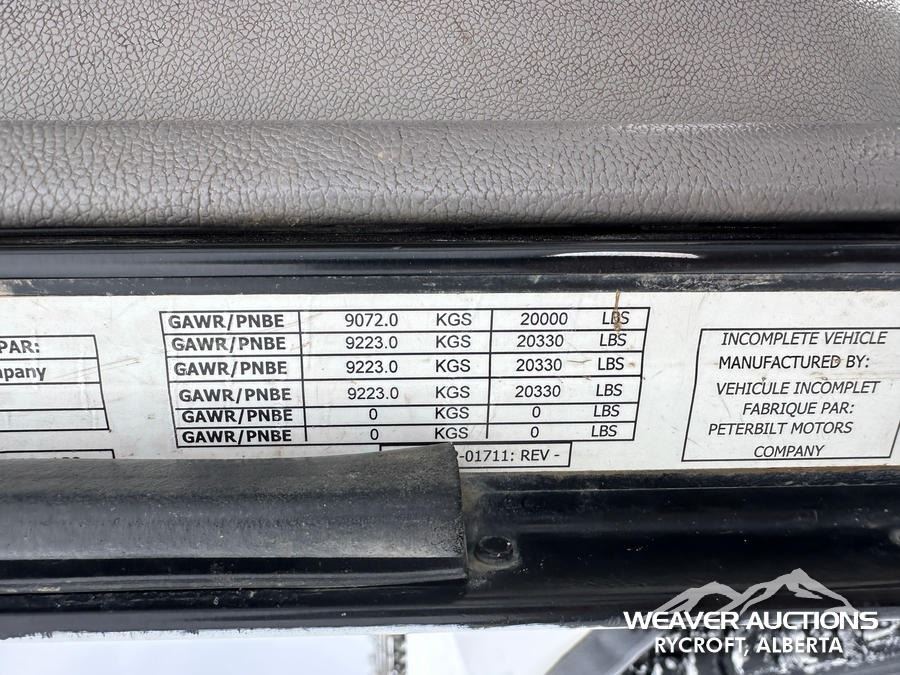 PAR:
mpany
GAWR/PNBE 9072.0 KGS 20000 LBS
GAWR/PNBE 9223.0 KGS 20330 LBS
GAWR/PNBE 9223.0 KGS 20330 LBS
GAWR/PNBE 9223.0 KGS 20330 LBS
GAWR/PNBE 0 KGS 0 LBS
GAWR/PNBE 0 KGS 0 LBS
-01711: REV -
INCOMPLETE VEHICLE
MANUFACTURED BY:
VEHICULE INCOMPLET
FABRIQUE PAR:
PETERBILT MOTORS
COMPANY
WEAVER AUCTIONS
RYCROFT, ALBERTA